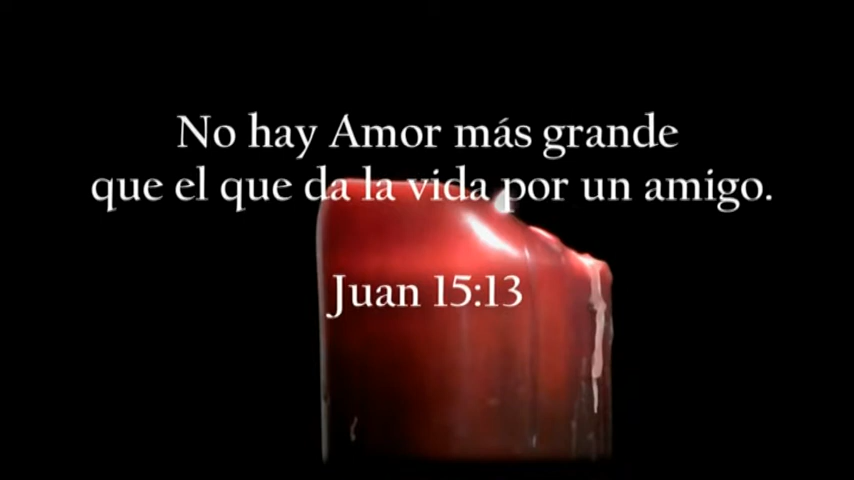 No hay Amor más grande
que el que da la vida por un amigo.
Juan 15:13